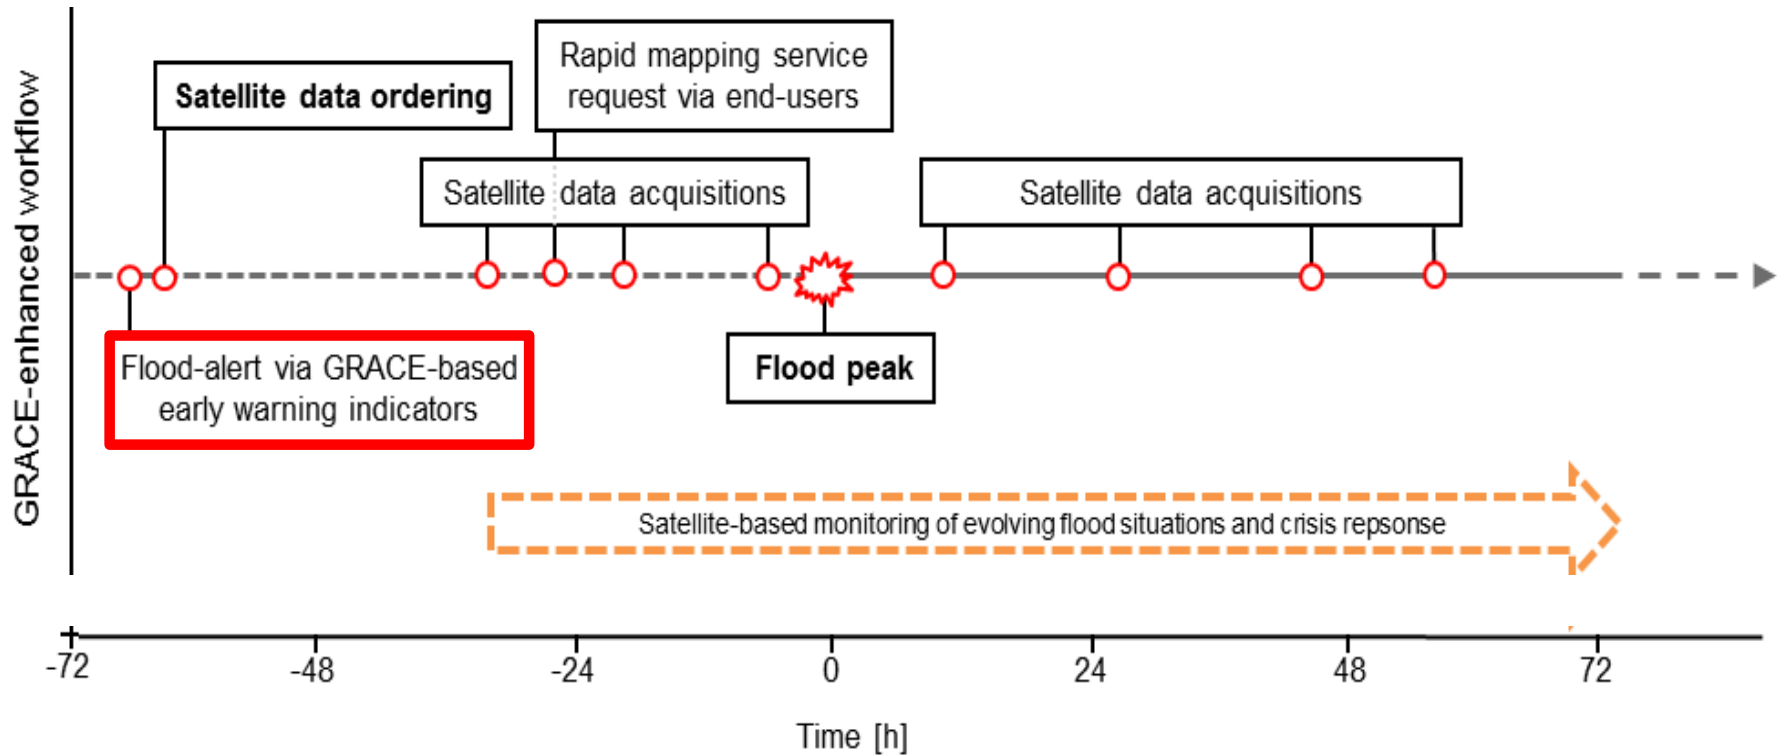 GRACE-enhanced workflow
Satellite data ordering
Rapid mapping service
request via end-users
Satellite data acquisitions
Satellite data acquisitions
Flood-alert via GRACE-based
early warning indicators
Flood peak
Satellite-based monitoring of evolving flood situations and crisis repsonse
-72 -48 -24 0 24 48 72
Time [h]